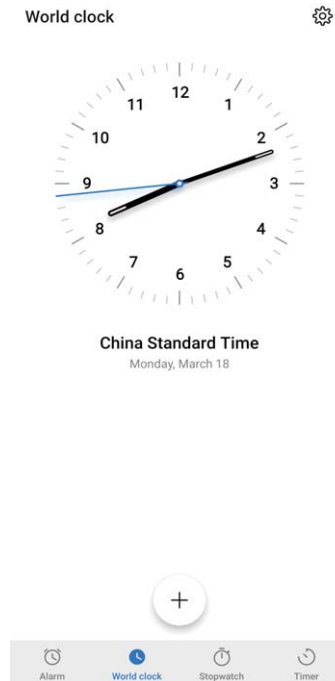 World clock
12
11 1
10 2
9 3
8 4
7 5
6
China Standard Time
Monday, March 18
+
Alarm World clock Stopwatch Timer